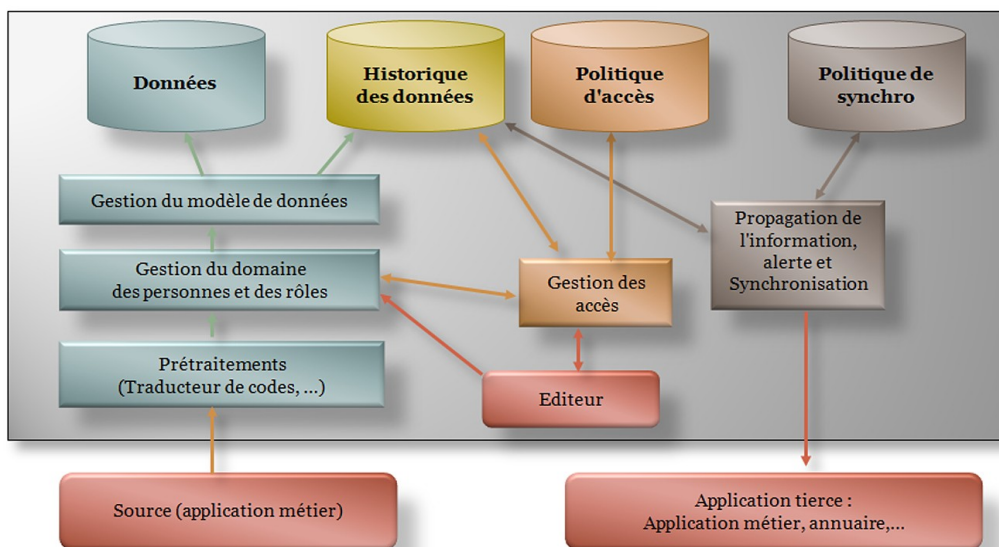 Données
Historique
des données
Politique
d'accès
Politique de
synchro
Gestion du modèle de données
Propagation de
l'information,
alerte et
Synchronisation
Gestion du domaine
des personnes et des rôles
Gestion des
accès
Prétraitements
(Traducteur de codes, ...)
Editeur
Source (application métier)
Application tierce :
Application métier, annuaire,...